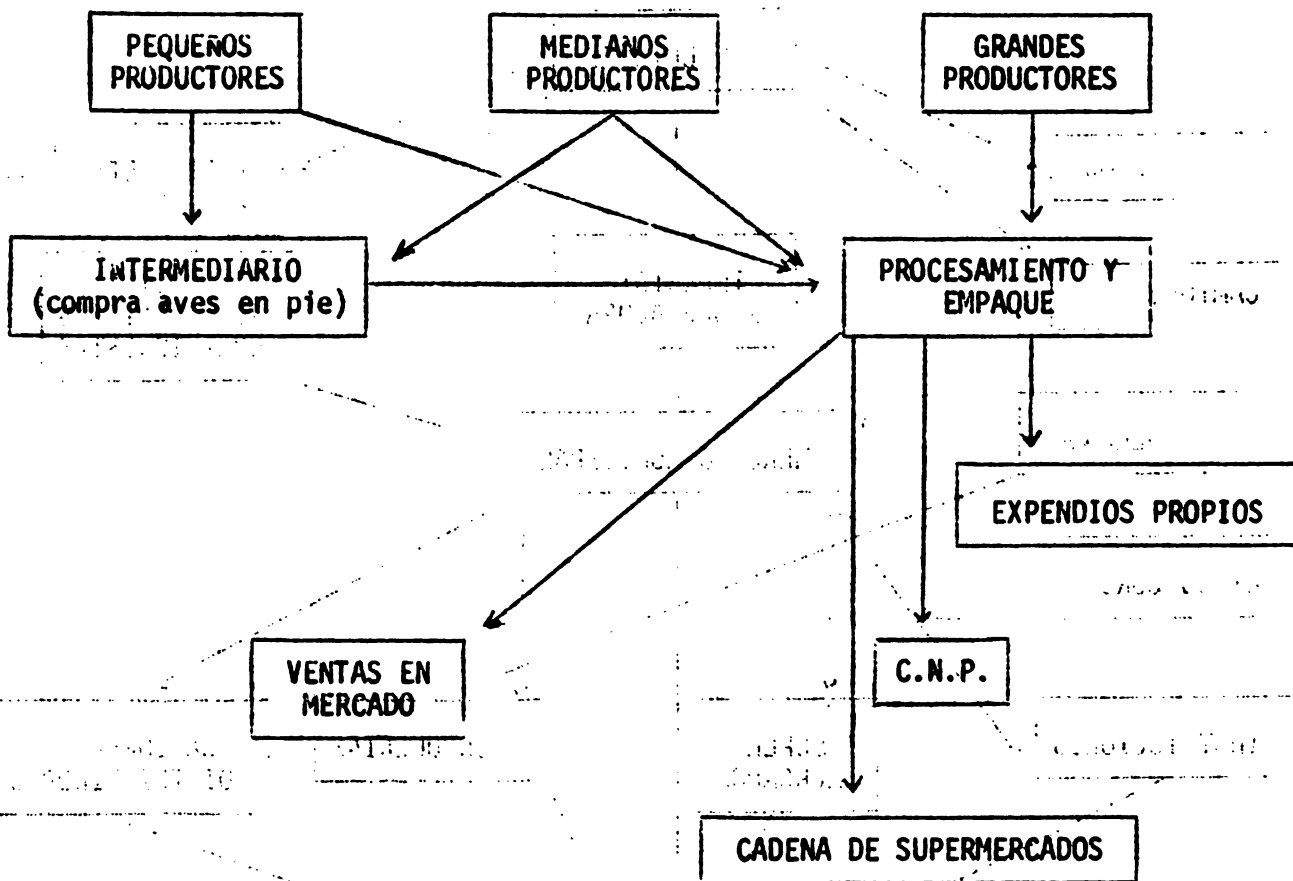 PEQUEÑOS
PRODUCTORES
MEDIANOS
PRODUCTORES
GRANDES
PRODUCTORES
INTERMEDIARIO
(compra aves en pie)
PROCESAMIENTO Y
EMPAQUE
EXPENDIOS PROPIOS
VENTAS EN
MERCADO
C.N.P.
CADENA DE SUPERMERCADOS